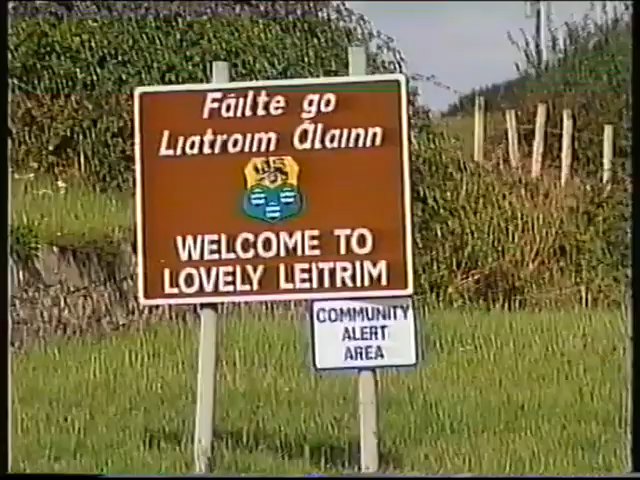 Fáilte go
Liatroim Álainn
WELCOME TO
LOVELY LEITRIM
COMMUNITY
ALERT
AREA